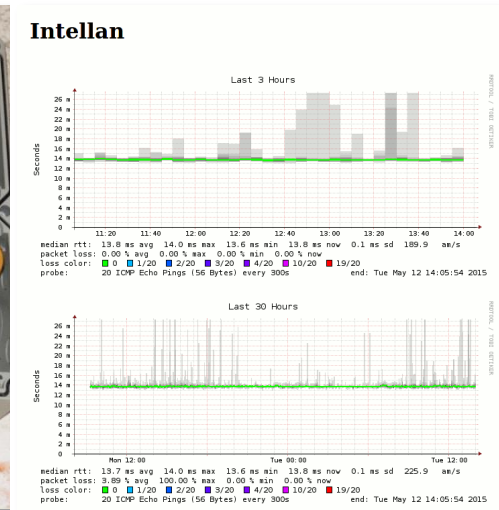 Intellan
Last 3 Hours
RRDTOOL / TOBI OETIKER
Seconds
26 m
24 m
22 m
20 m
18 m
16 m
14 m
12 m
10 m
8 m
6 m
4 m
2 m
0
11:20 11:40 12:00 12:20 12:40 13:00 13:20 13:40 14:00
median rtt: 13.8 ms avg 14.0 ms max 13.6 ms min 13.8 ms now 0.1 ms sd 189.9 am/s
packet loss: 0.00 % avg 0.00 % max 0.00 % min 0.00 % now
loss color: 0 1/20 2/20 3/20 4/20 10/20 19/20
probe: 20 ICMP Echo Pings (56 Bytes) every 300s end: Tue May 12 14:05:54 2015
Last 30 Hours
RRDTOOL / TOBI OETIKER
Seconds
26 m
24 m
22 m
20 m
18 m
16 m
14 m
12 m
10 m
8 m
6 m
4 m
2 m
0
Mon 12:00 Tue 00:00 Tue 12:00
median rtt: 13.7 ms avg 14.0 ms max 13.6 ms min 13.8 ms now 0.1 ms sd 225.9 am/s
packet loss: 3.89 % avg 100.00 % max 0.00 % min 0.00 % now
loss color: 0 1/20 2/20 3/20 4/20 10/20 19/20
probe: 20 ICMP Echo Pings (56 Bytes) every 300s end: Tue May 12 14:05:54 2015